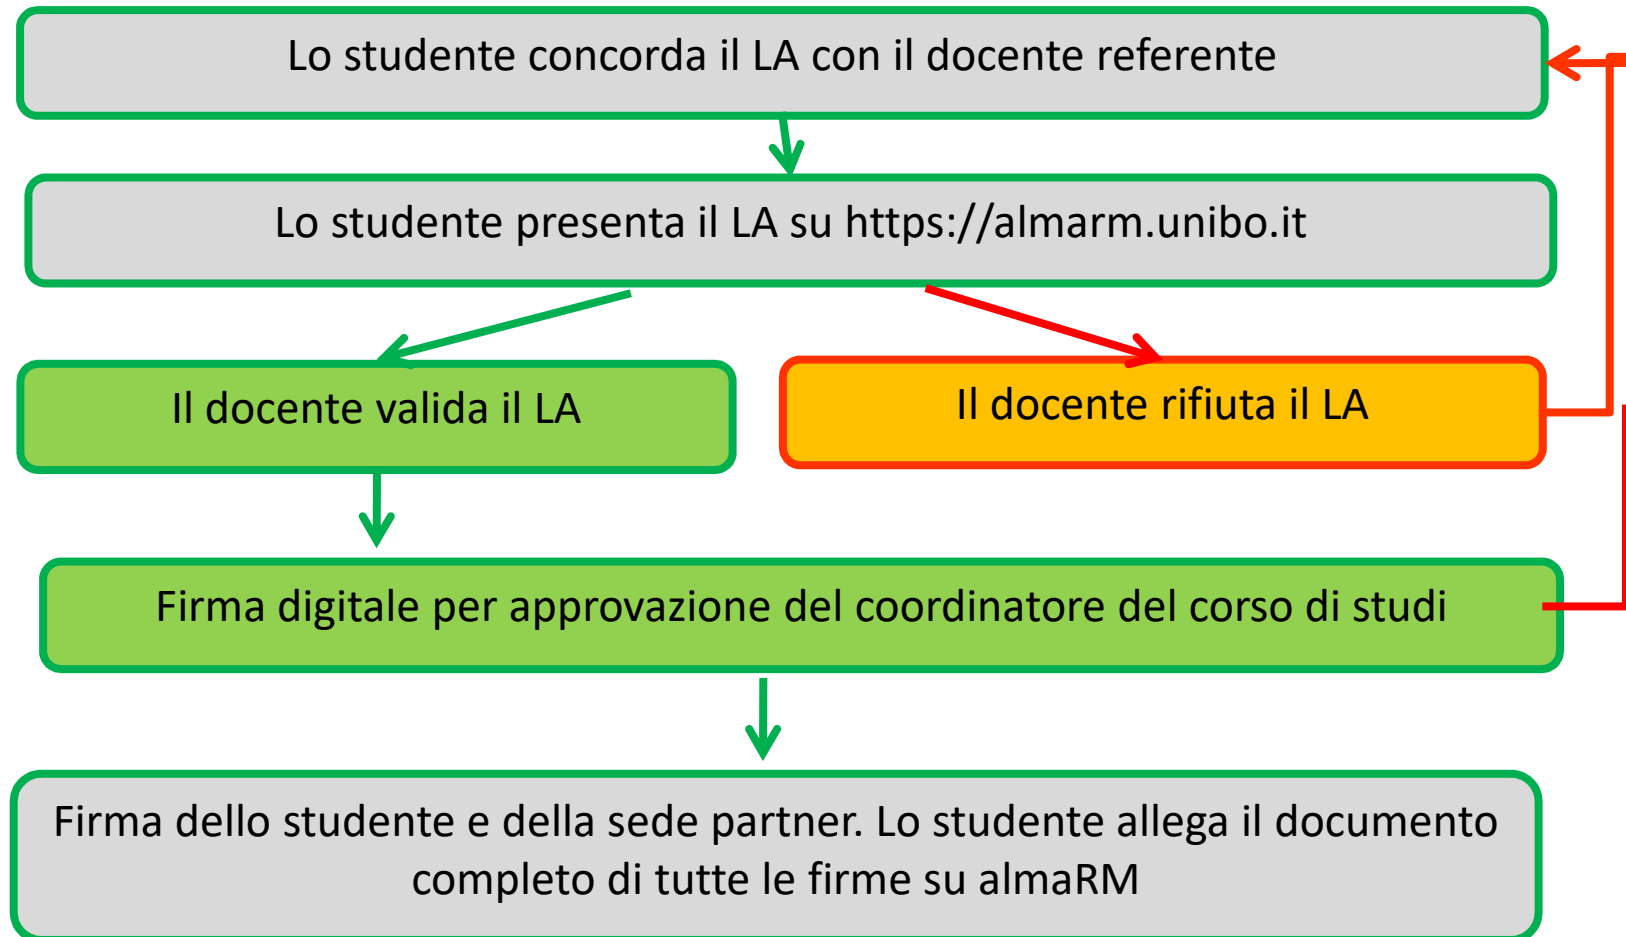 Lo studente concorda il LA con il docente referente
Lo studente presenta il LA su https://almarm.unibo.it
Il docente valida il LA
Il docente rifiuta il LA
Firma digitale per approvazione del coordinatore del corso di studi
Firma dello studente e della sede partner. Lo studente allega il documento
completo di tutte le firme su almaRM